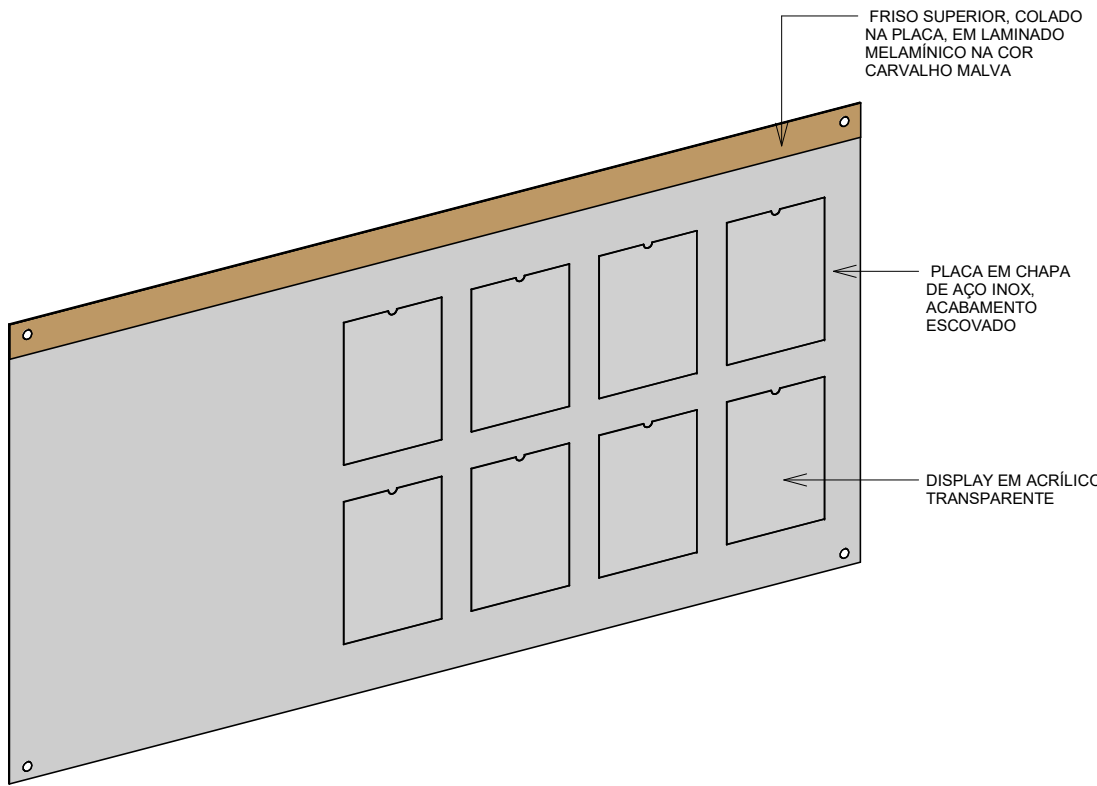 FRISO SUPERIOR, COLADO
NA PLACA, EM LAMINADO
MELAMÍNICO NA COR
CARVALHO MALVA
PLACA EM CHAPA
DE AÇO INOX,
ACABAMENTO
ESCOVADO
DISPLAY EM ACRÍLICO
TRANSPARENTE